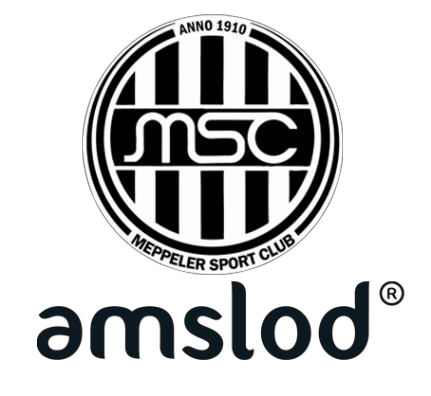 ANNO 1910
MSC
MEPPELER SPORT CLUB
amslod®